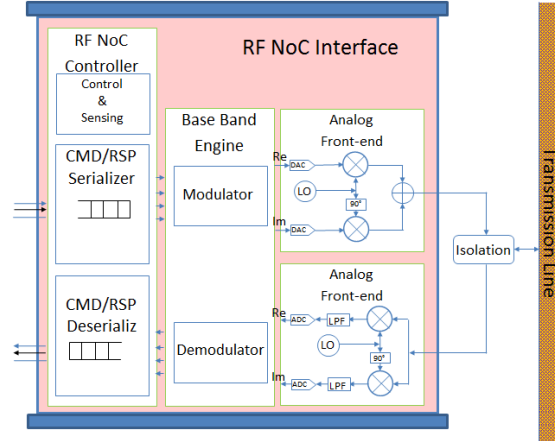 RF NoC
Controller
RF NoC Interface
Control
&
Sensing
CMD/RSP
Serializer
Base Band
Engine
Modulator
Analog
Front-end
Re
DAC
LO
90°
Im
DAC
Isolation
Transmission Line
CMD/RSP
Deserializ
Demodulator
Analog
Front-end
Re
ADC
LPF
LO
90°
Im
ADC
LPF